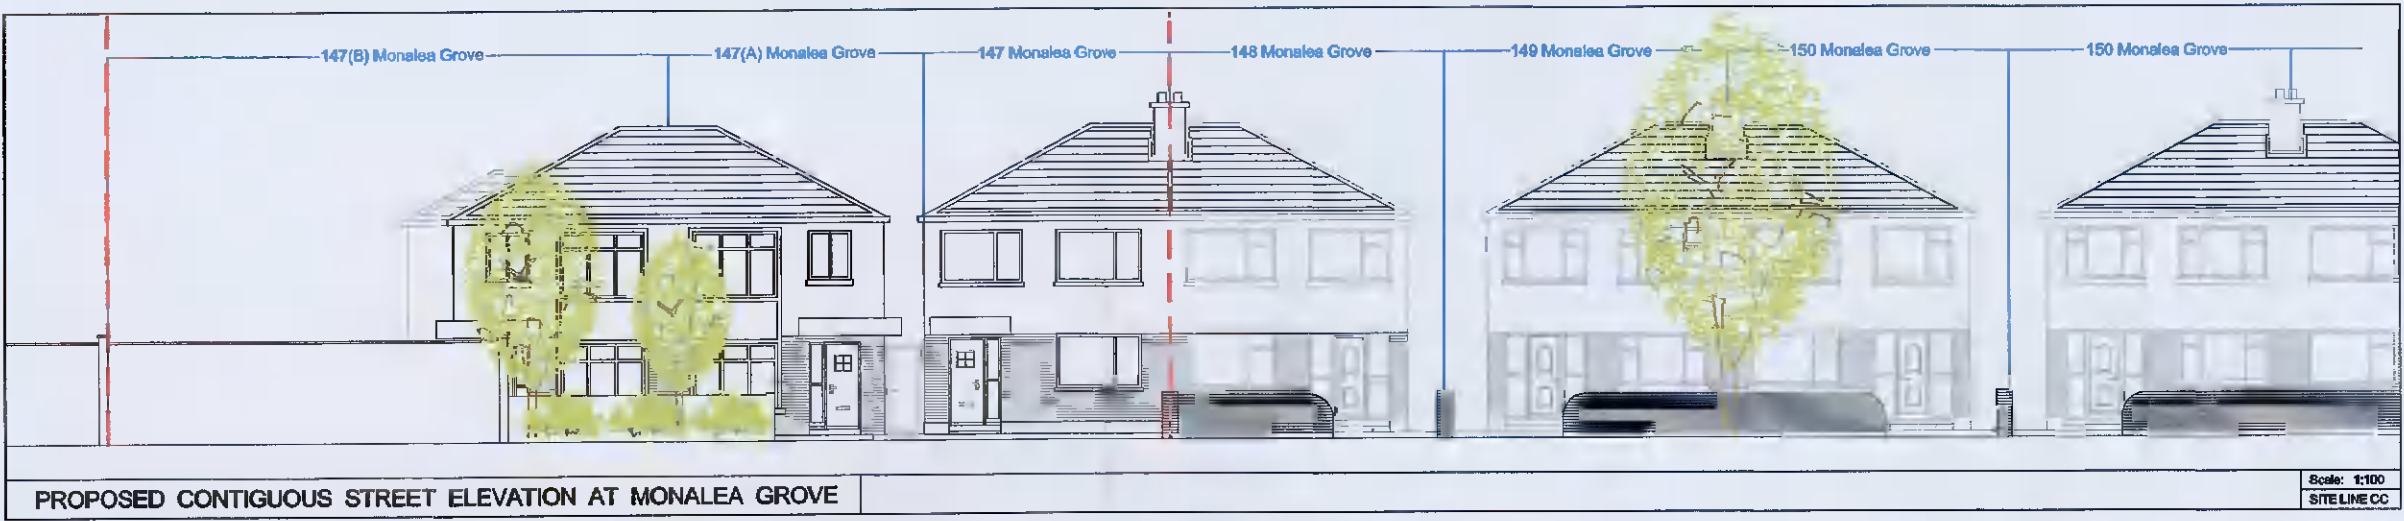 147(B) Monalea Grove
147(A) Monalea Grove
147 Monalea Grove
148 Monalea Grove
149 Monalea Grove
150 Monalea Grove
150 Monalea Grove
PROPOSED CONTIGUOUS STREET ELEVATION AT MONALEA GROVE
Scale: 1:100
SITE LINE CC